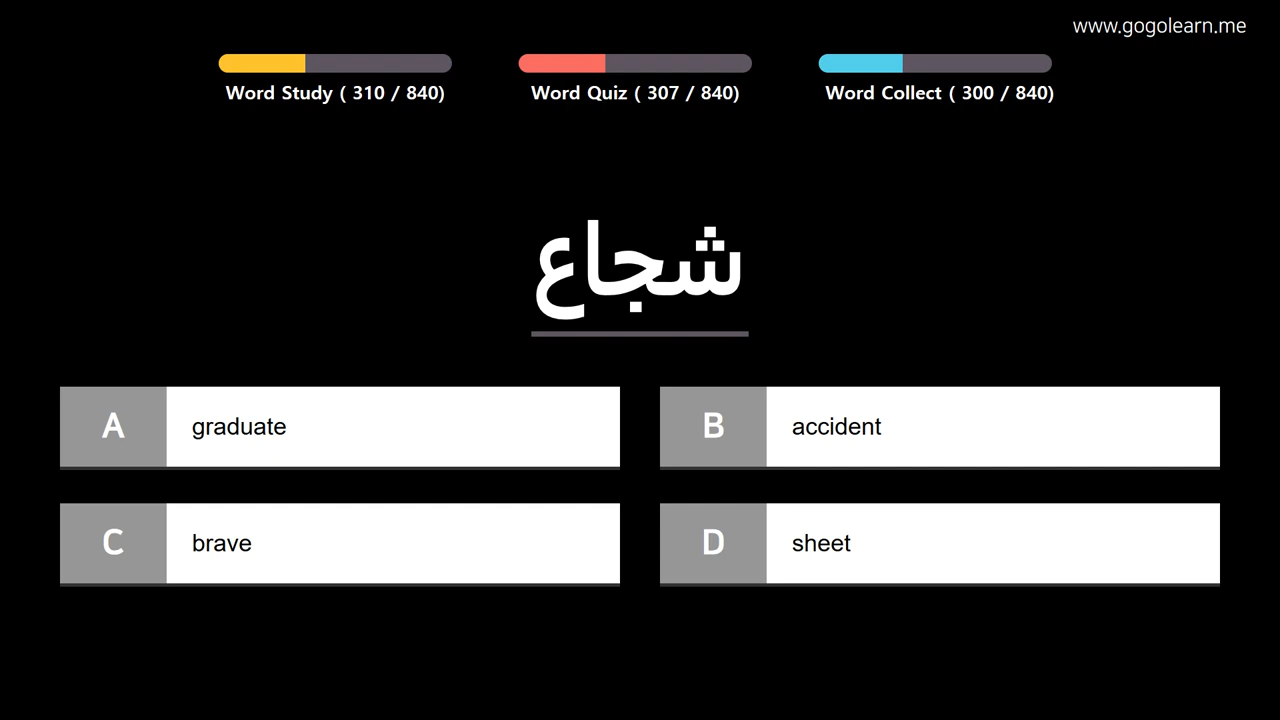 www.gogolearn.me
Word Study ( 310 / 840)
Word Quiz ( 307 / 840)
Word Collect ( 300 / 840)
شجاع
A graduate
B accident
C brave
D sheet